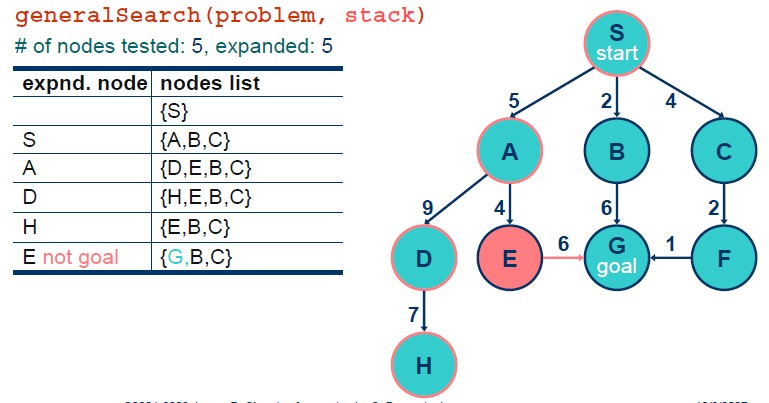 generalSearch(problem, stack)
# of nodes tested: 5, expanded: 5
expnd. node nodes list
{S}
S {A,B,C}
A {D,E,B,C}
D {H,E,B,C}
H {E,B,C}
E not goal {G,B,C}
S
start
5 2 4
A B C
9 4 6 2
D E 6 G 1 F
goal
7
H